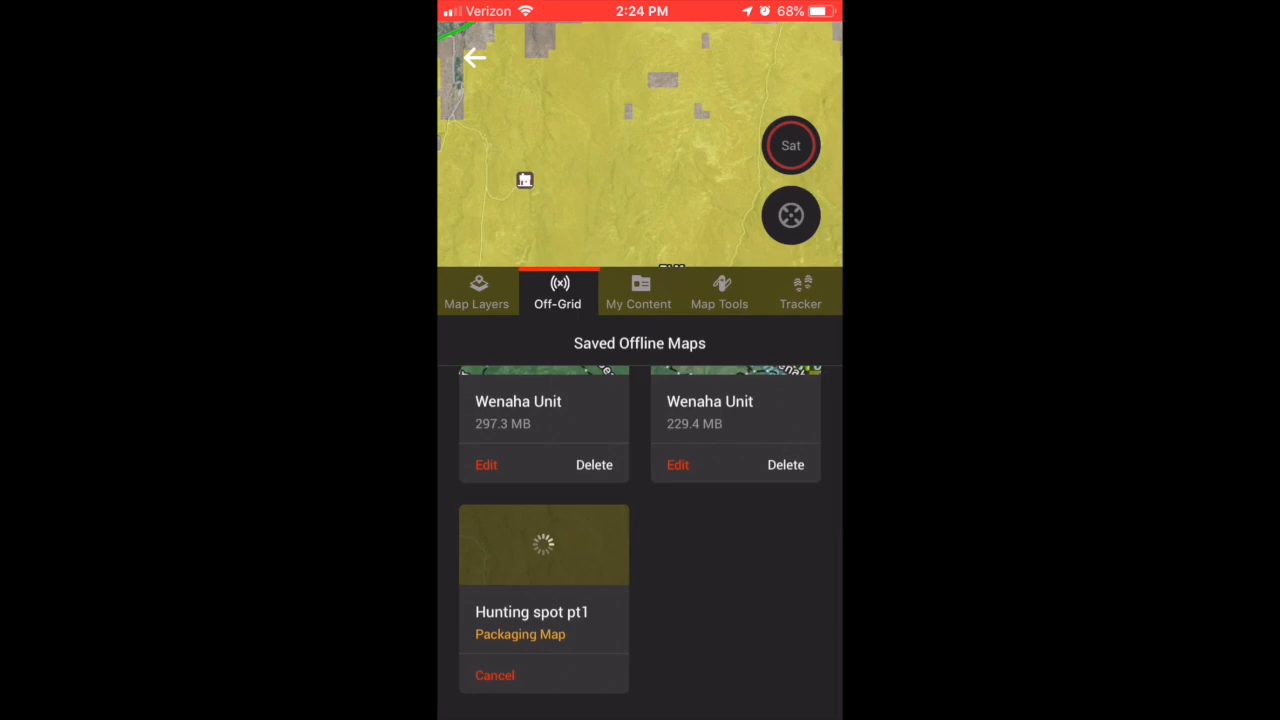 Verizon 2:24 PM 68%
Sat
Map Layers Off-Grid My Content Map Tools Tracker
Saved Offline Maps
Wenaha Unit Wenaha Unit
297.3 MB 229.4 MB
Edit Delete Edit Delete
Hunting spot pt1
Packaging Map
Cancel